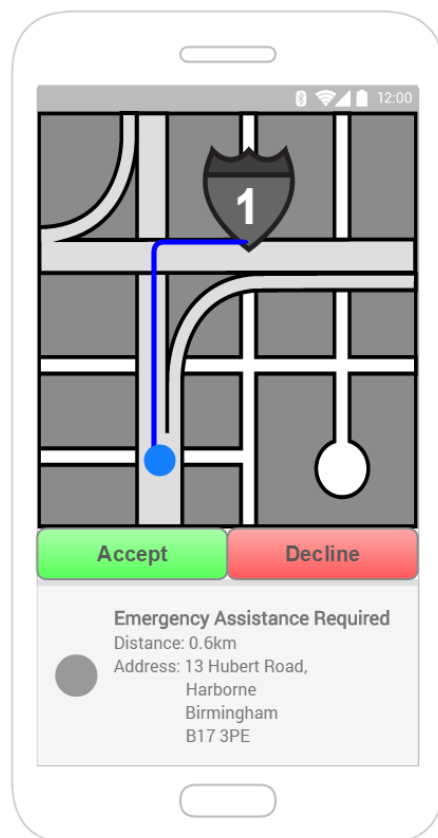 12:00
1
Accept
Decline
Emergency Assistance Required
Distance: 0.6km
Address: 13 Hubert Road,
Harborne
Birmingham
B17 3PE